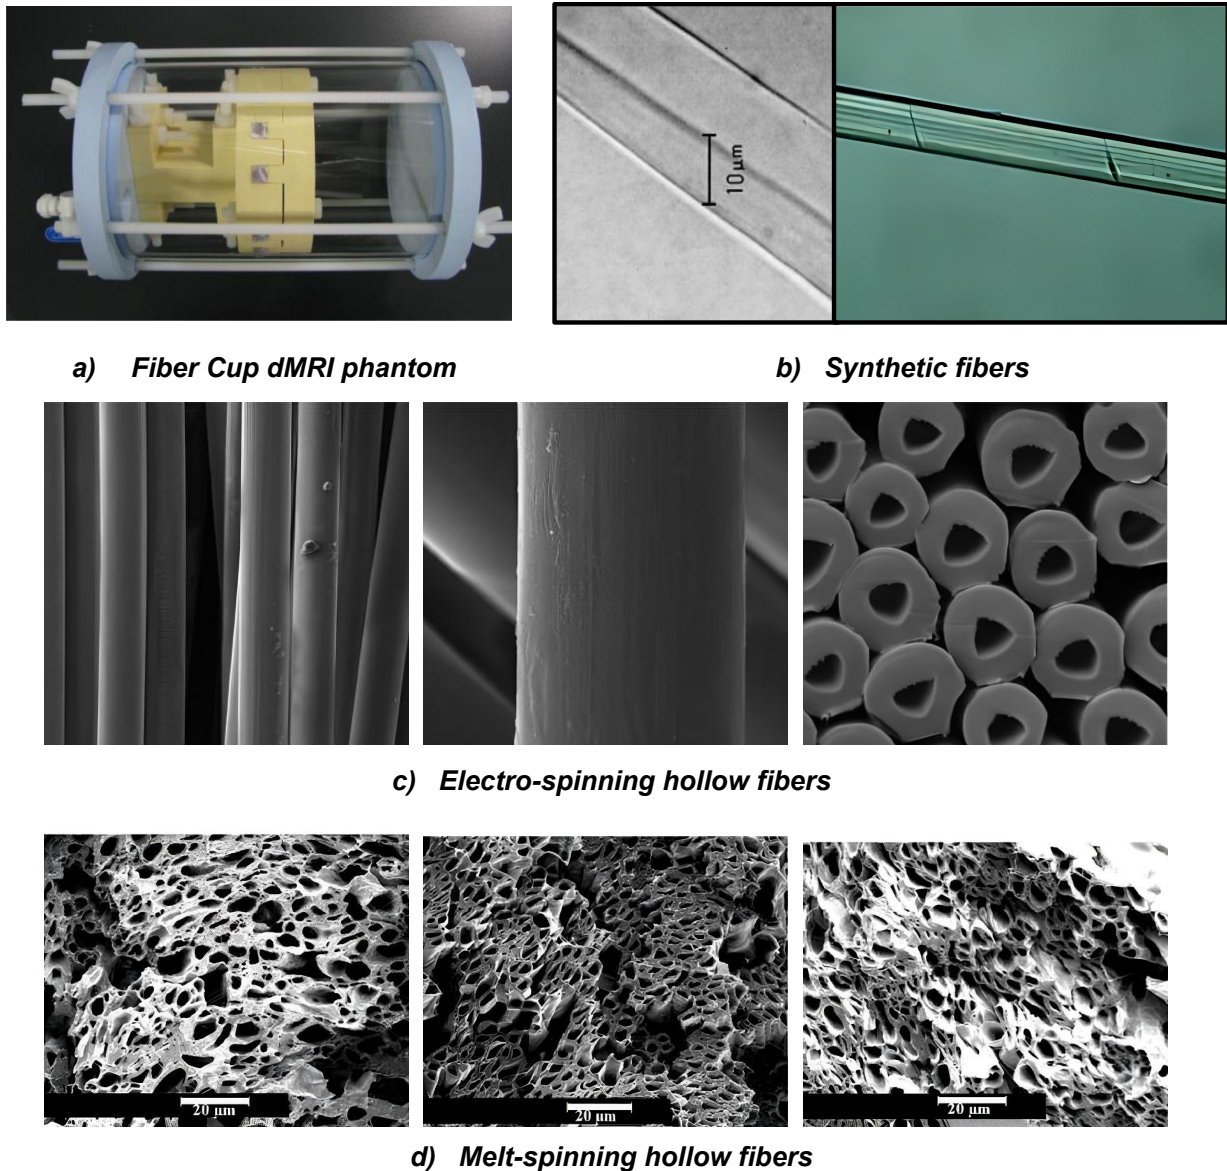 10 μm
a) Fiber Cup dMRI phantom
b) Synthetic fibers
c) Electro-spinning hollow fibers
20 μm
20 μm
20 μm
d) Melt-spinning hollow fibers